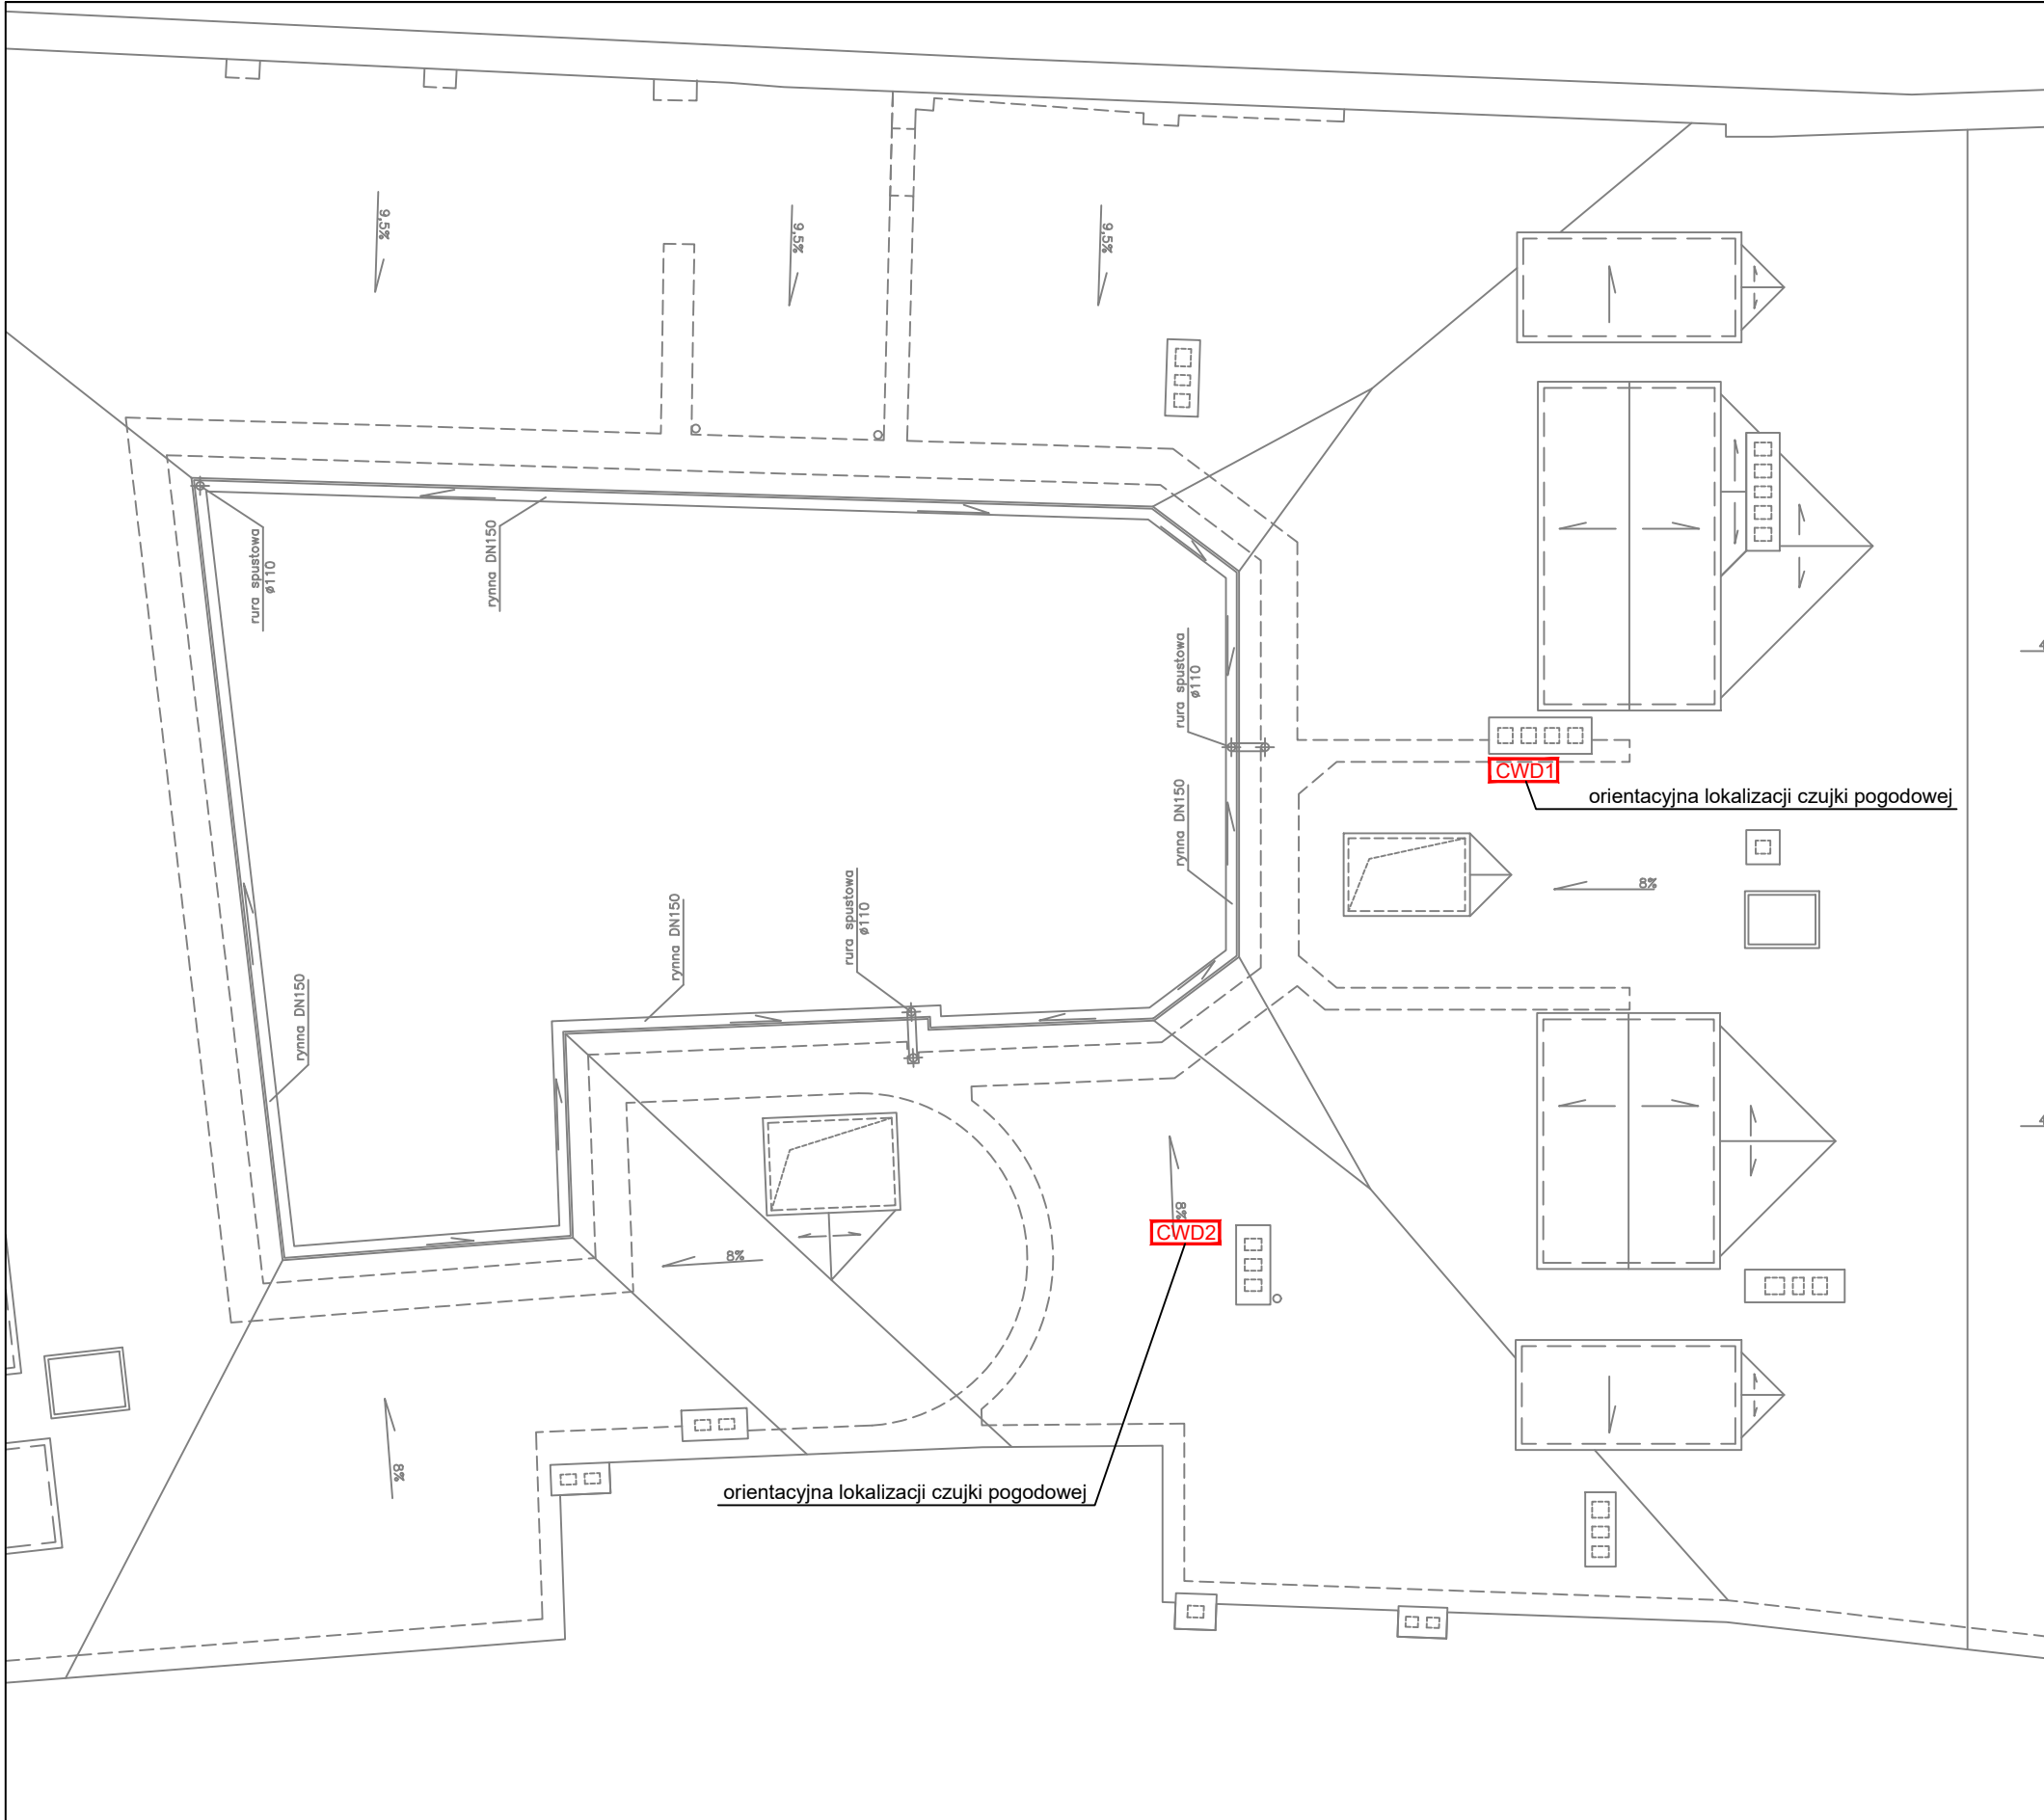 9,5%
9,5%
9,5%
rura spustowa
ø110
rynna DN150
rura spustowa
ø110
rynna DN150
CWD1
orientacyjna lokalizacji czujki pogodowej
8%
rura spustowa
ø110
rynna DN150
rynna DN150
8%
CWD2
8%
8%
orientacyjna lokalizacji czujki pogodowej